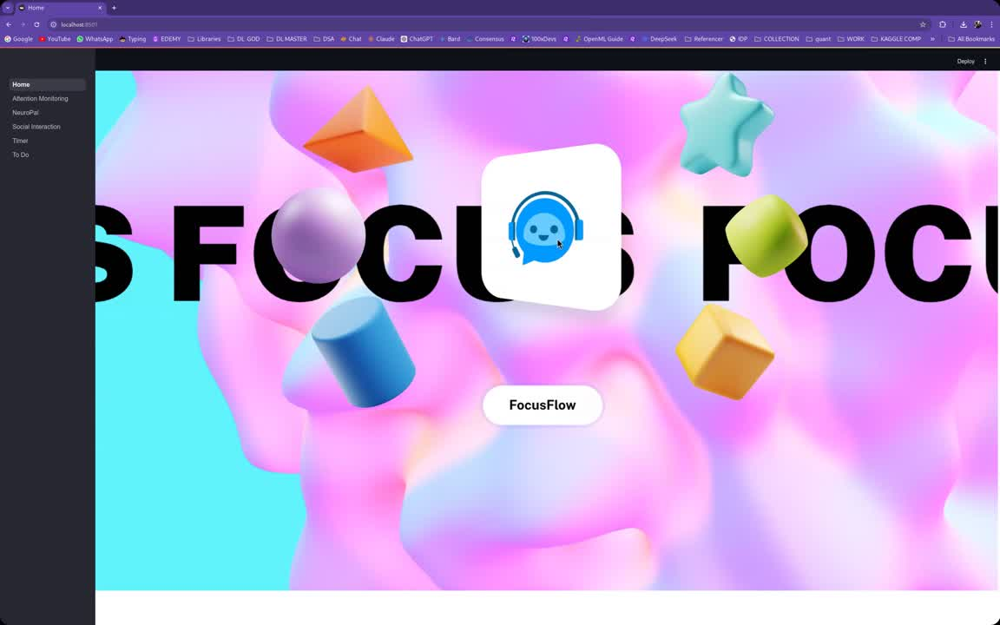 Home
localhost:8501
Google YouTube WhatsApp Typing EDEMY Libraries DL GOD DL MASTER DSA Chat Claude ChatGPT Bard Consensus 100xDevs OpenML Guide DeepSeek Referencer IDP COLLECTION quant WORK KAGGLE COMP » All Bookmarks
Deploy
Home
Attention Monitoring
NeuroPal
Social Interaction
Timer
To Do
S FOCUS FOCU
FocusFlow